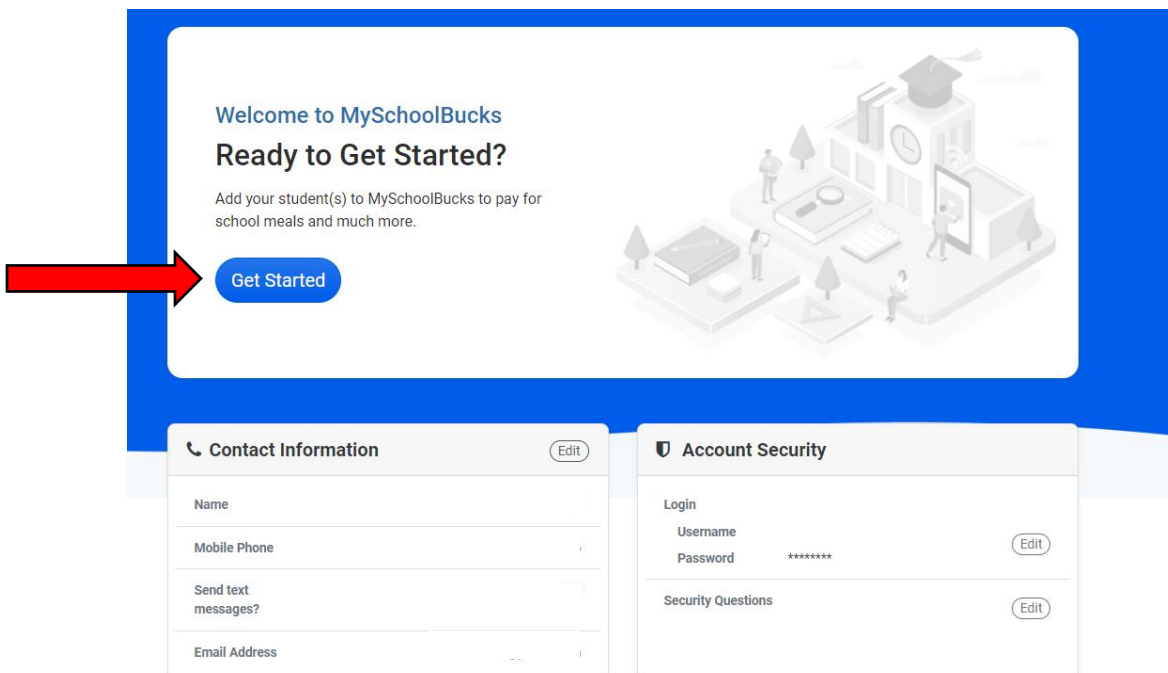 Welcome to MySchoolBucks
Ready to Get Started?
Add your student(s) to MySchoolBucks to pay for
school meals and much more.
Get Started
Contact Information
Edit
Name
Mobile Phone
Send text
messages?
Email Address
Account Security
Login
Username
Password ********
Edit
Security Questions
Edit